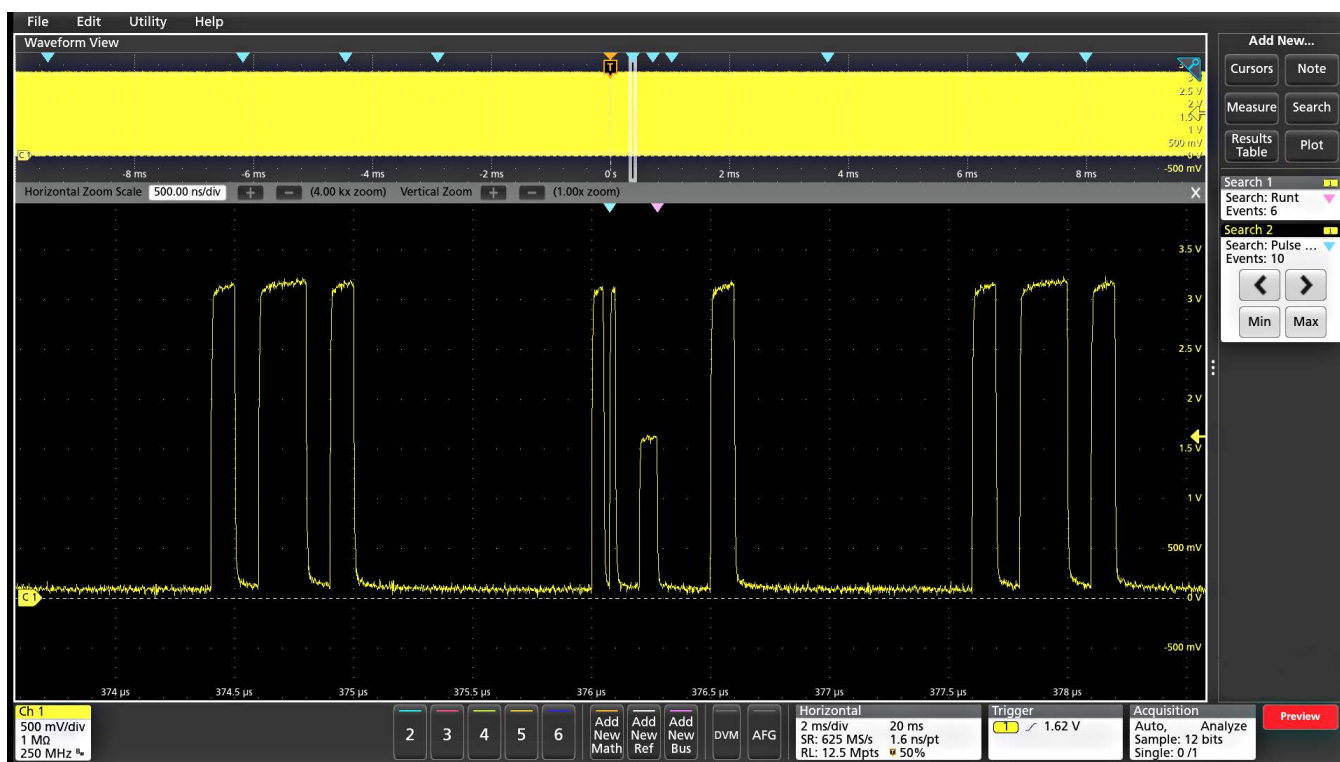 File Edit Utility Help
Waveform View
Add New...
Cursors Note
Measure Search
Results Table Plot
T
2.5 V
2 V
1.5 V
1 V
500 mV
0 V
-500 mV
C 1
-8 ms -6 ms -4 ms -2 ms 0 s 2 ms 4 ms 6 ms 8 ms
Horizontal Zoom Scale 500.00 ns/div + - (4.00 kx zoom) Vertical Zoom + - (1.00x zoom) X
Search 1 1
Search: Runt
Events: 6
Search 2 1
Search: Pulse ...
Events: 10
< >
Min Max
3.5 V
3 V
2.5 V
2 V
1.5 V
1 V
500 mV
0 V
-500 mV
C 1
374 µs 374.5 µs 375 µs 375.5 µs 376 µs 376.5 µs 377 µs 377.5 µs 378 µs
Ch 1
500 mV/div
1 MΩ
250 MHz
2 3 4 5 6
Add New Math
Add New Ref
Add New Bus
DVM AFG
Horizontal
2 ms/div 20 ms
SR: 625 MS/s 1.6 ns/pt
RL: 12.5 Mpts 50%
Trigger
1 1.62 V
Acquisition
Auto, Analyze
Sample: 12 bits
Single: 0 /1
Preview